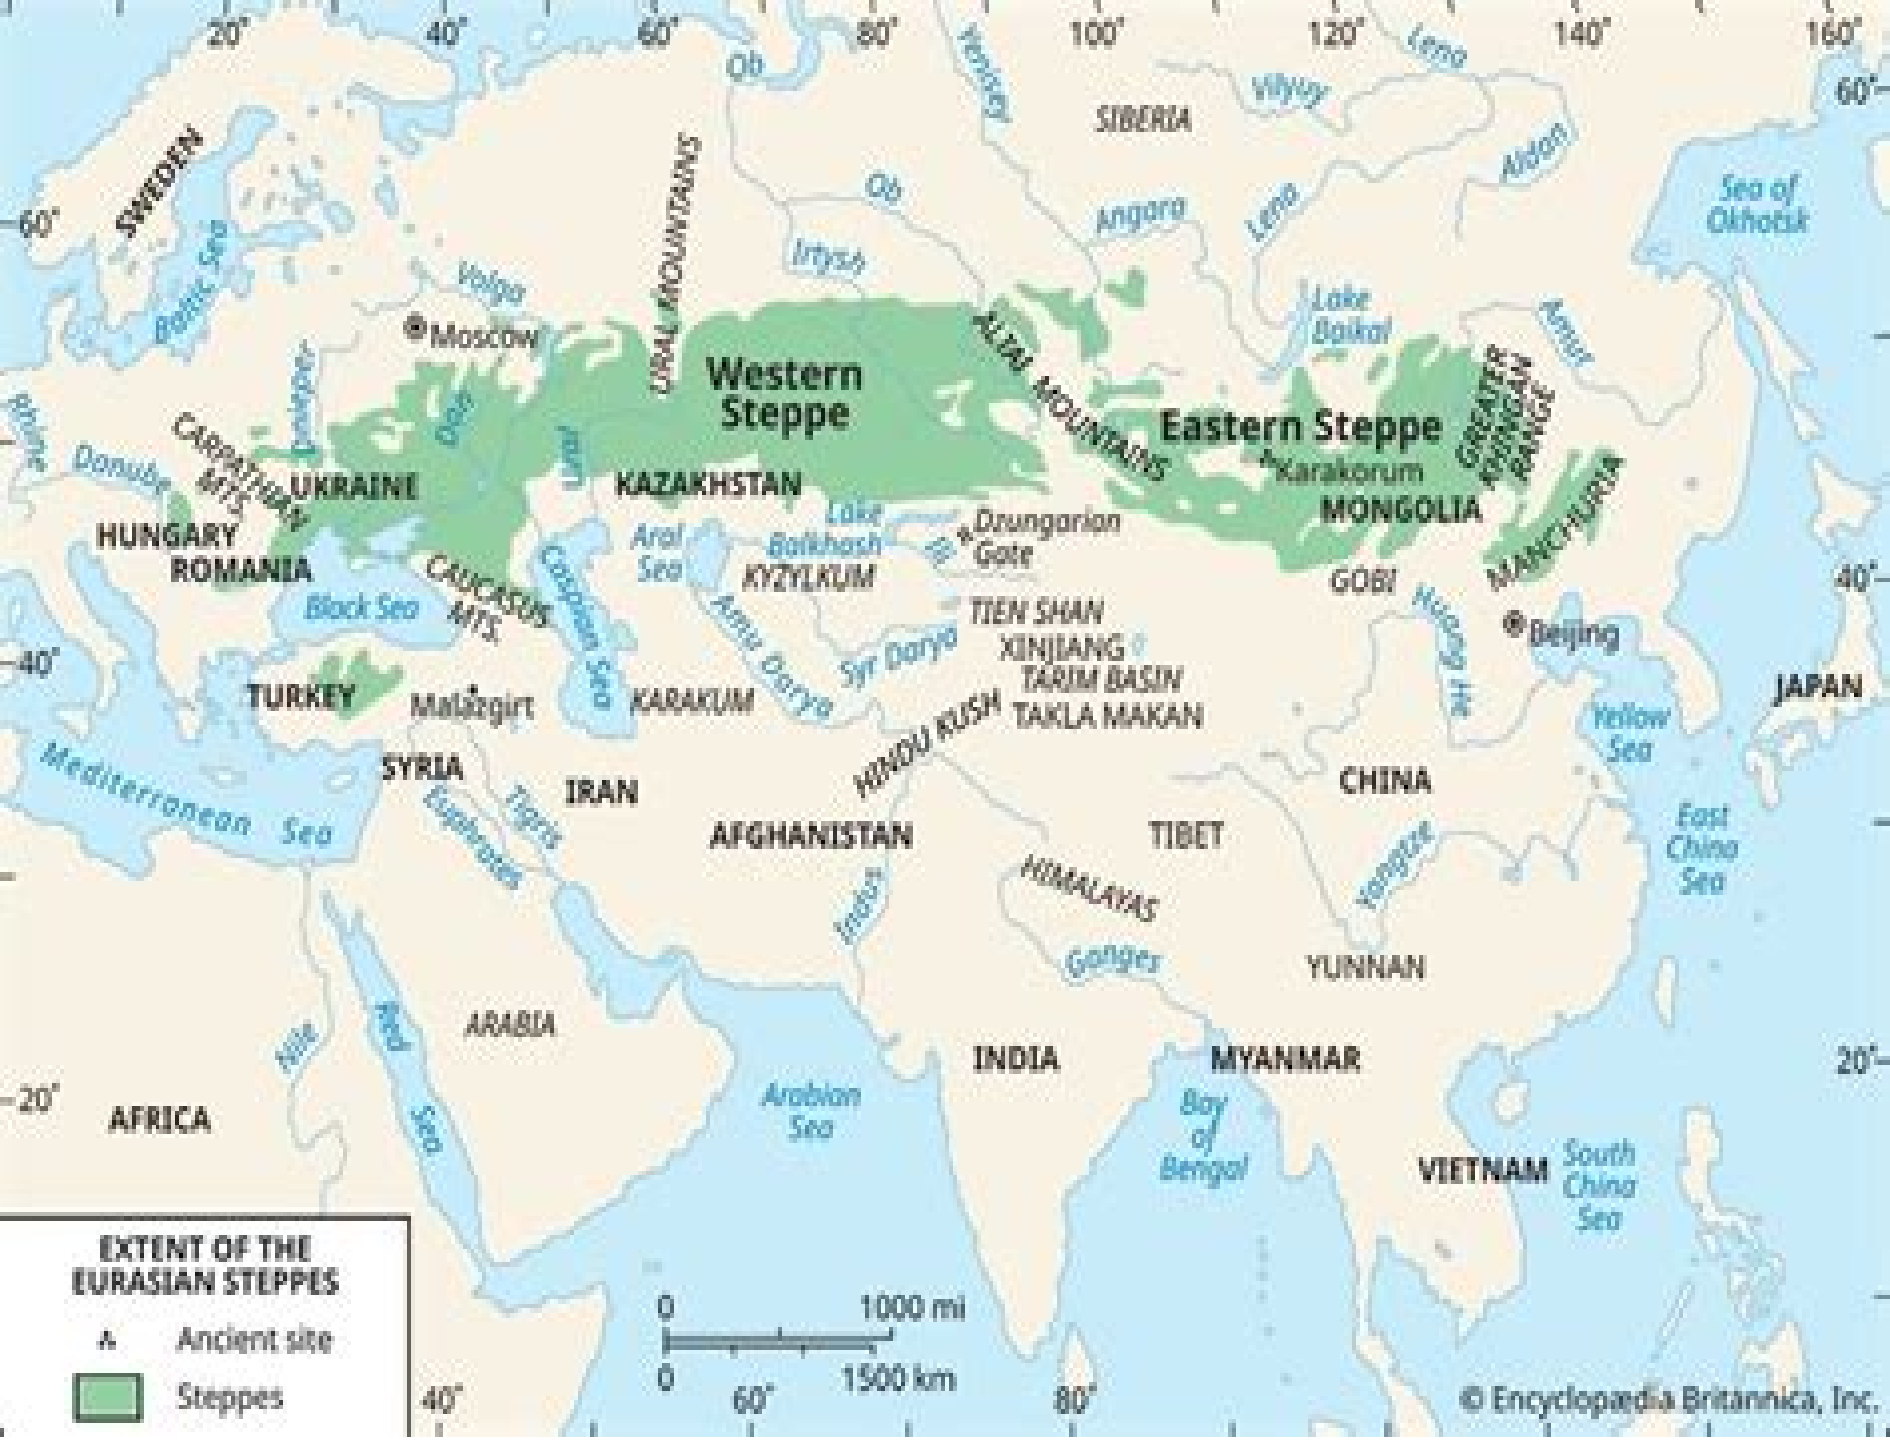 20°
40°
60°
80°
100°
120°
140°
160°
Ob
Yenisey
Lena
Vilyuy
60°
SIBERIA
SWEDEN
URAL MOUNTAINS
Aldan
Ob
Sea of
Okhotsk
60°
Baltic Sea
Angara
Lena
Irtysh
Volga
Lake
Baikal
Moscow
Amur
ALTAI MOUNTAINS
Western
Steppe
GREATER
KHINGAN
RANGE
Rhine
Dnieper
Don
Eastern Steppe
CARPATHIAN
MTS.
Danube
Ural
Karakorum
UKRAINE
KAZAKHSTAN
MONGOLIA
MANCHURIA
HUNGARY
Lake
Balkhash
Dzungarian
Gate
Aral
Sea
ROMANIA
CAUCASUS
MTS.
Caspian Sea
KYZYLKUM
GOBI
40°
Black Sea
Amu Darya
TIEN SHAN
Huang He
Beijing
XINJIANG
Syr Darya
40°
TARIM BASIN
TURKEY
Malazgirt
KARAKUM
TAKLA MAKAN
JAPAN
Yellow
Sea
HINDU KUSH
Mediterranean Sea
SYRIA
IRAN
CHINA
Euphrates
Tigris
AFGHANISTAN
TIBET
East
China
Sea
Yangtze
HIMALAYAS
Indus
Ganges
YUNNAN
Red Sea
ARABIA
Nile
INDIA
MYANMAR
20°
20°
AFRICA
Arabian
Sea
Bay
of
Bengal
VIETNAM
South
China
Sea
EXTENT OF THE
EURASIAN STEPPES
Ancient site
Steppes
0 1000 mi
0 1500 km
40°
60°
80°
© Encyclopædia Britannica, Inc.